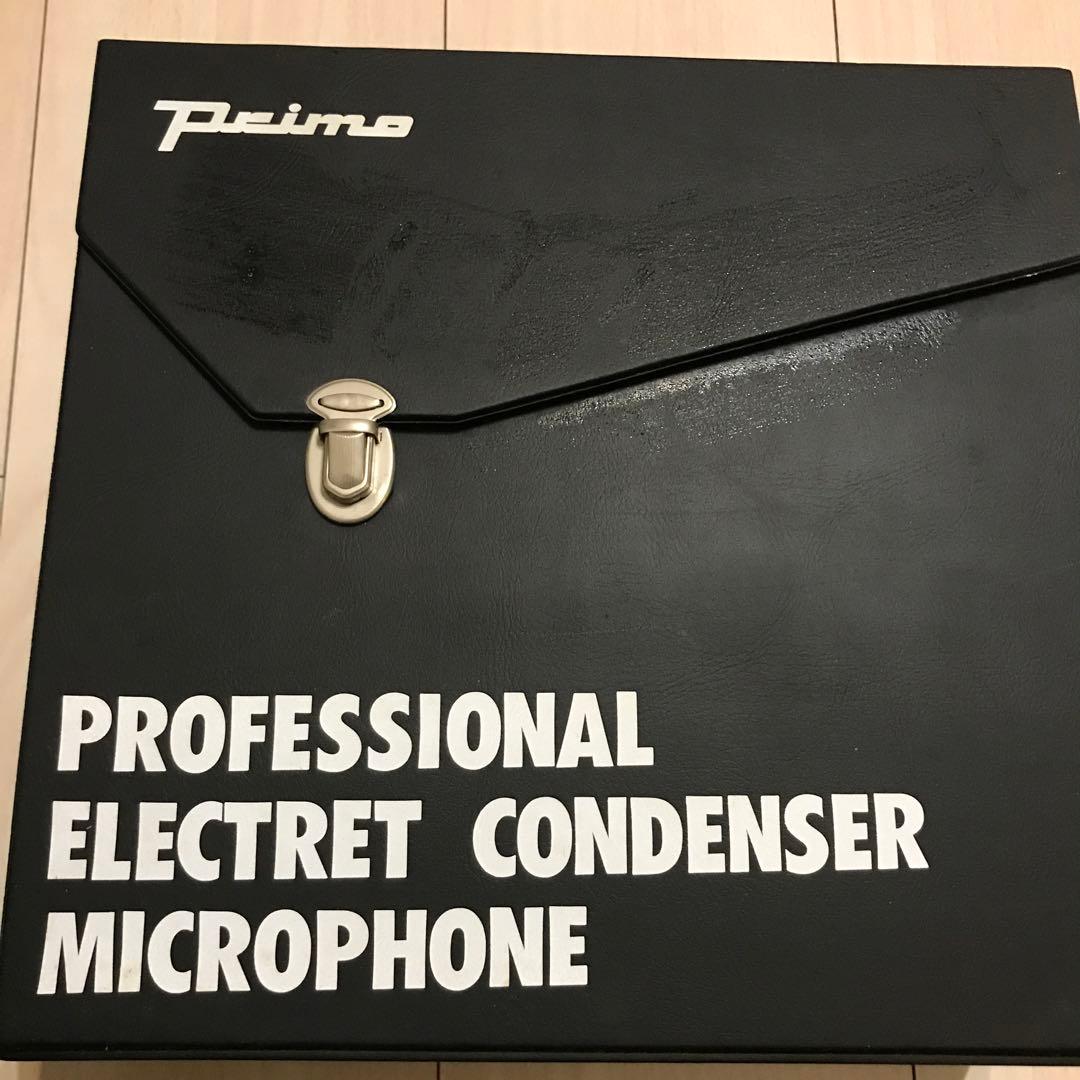 Primo
PROFESSIONAL
ELECTRET CONDENSER
MICROPHONE